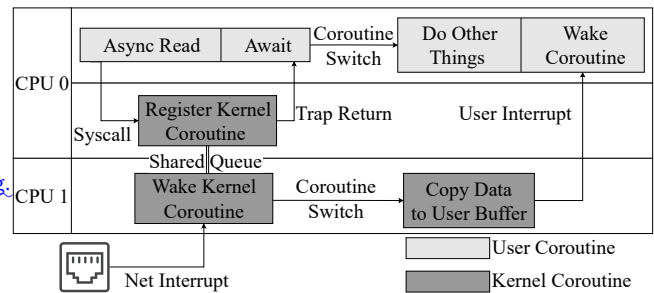 Async Read
Await
Coroutine
Switch
Do Other
Things
Wake
Coroutine
CPU 0
Syscall
Register Kernel
Coroutine
Trap Return
User Interrupt
Shared Queue
g.
CPU 1
Wake Kernel
Coroutine
Coroutine
Switch
Copy Data
to User Buffer
Net Interrupt
User Coroutine
Kernel Coroutine